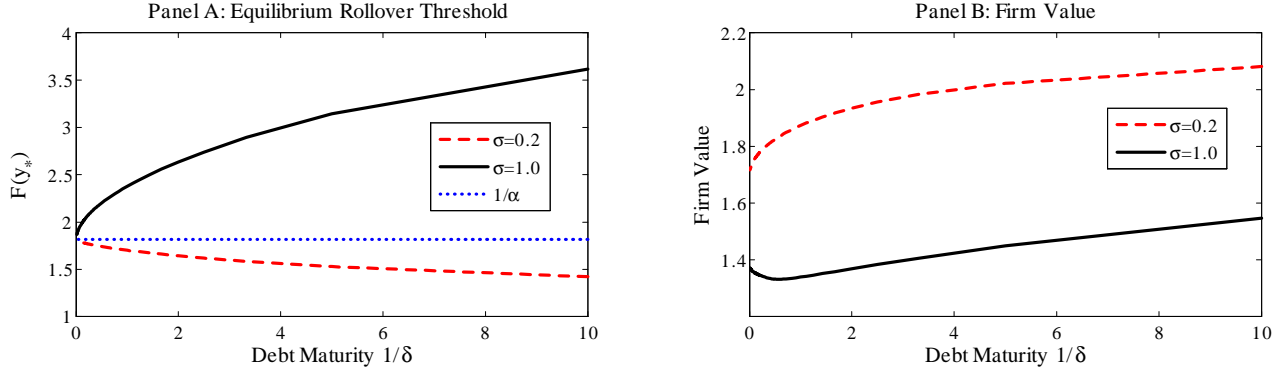 Panel A: Equilibrium Rollover Threshold
4
3.5
3
2.5
2
1.5
1
F(y*)
σ=0.2
σ=1.0
1/α
0 2 4 6 8 10
Debt Maturity 1/δ
Panel B: Firm Value
2.2
2
1.8
1.6
1.4
Firm Value
σ=0.2
σ=1.0
0 2 4 6 8 10
Debt Maturity 1/δ